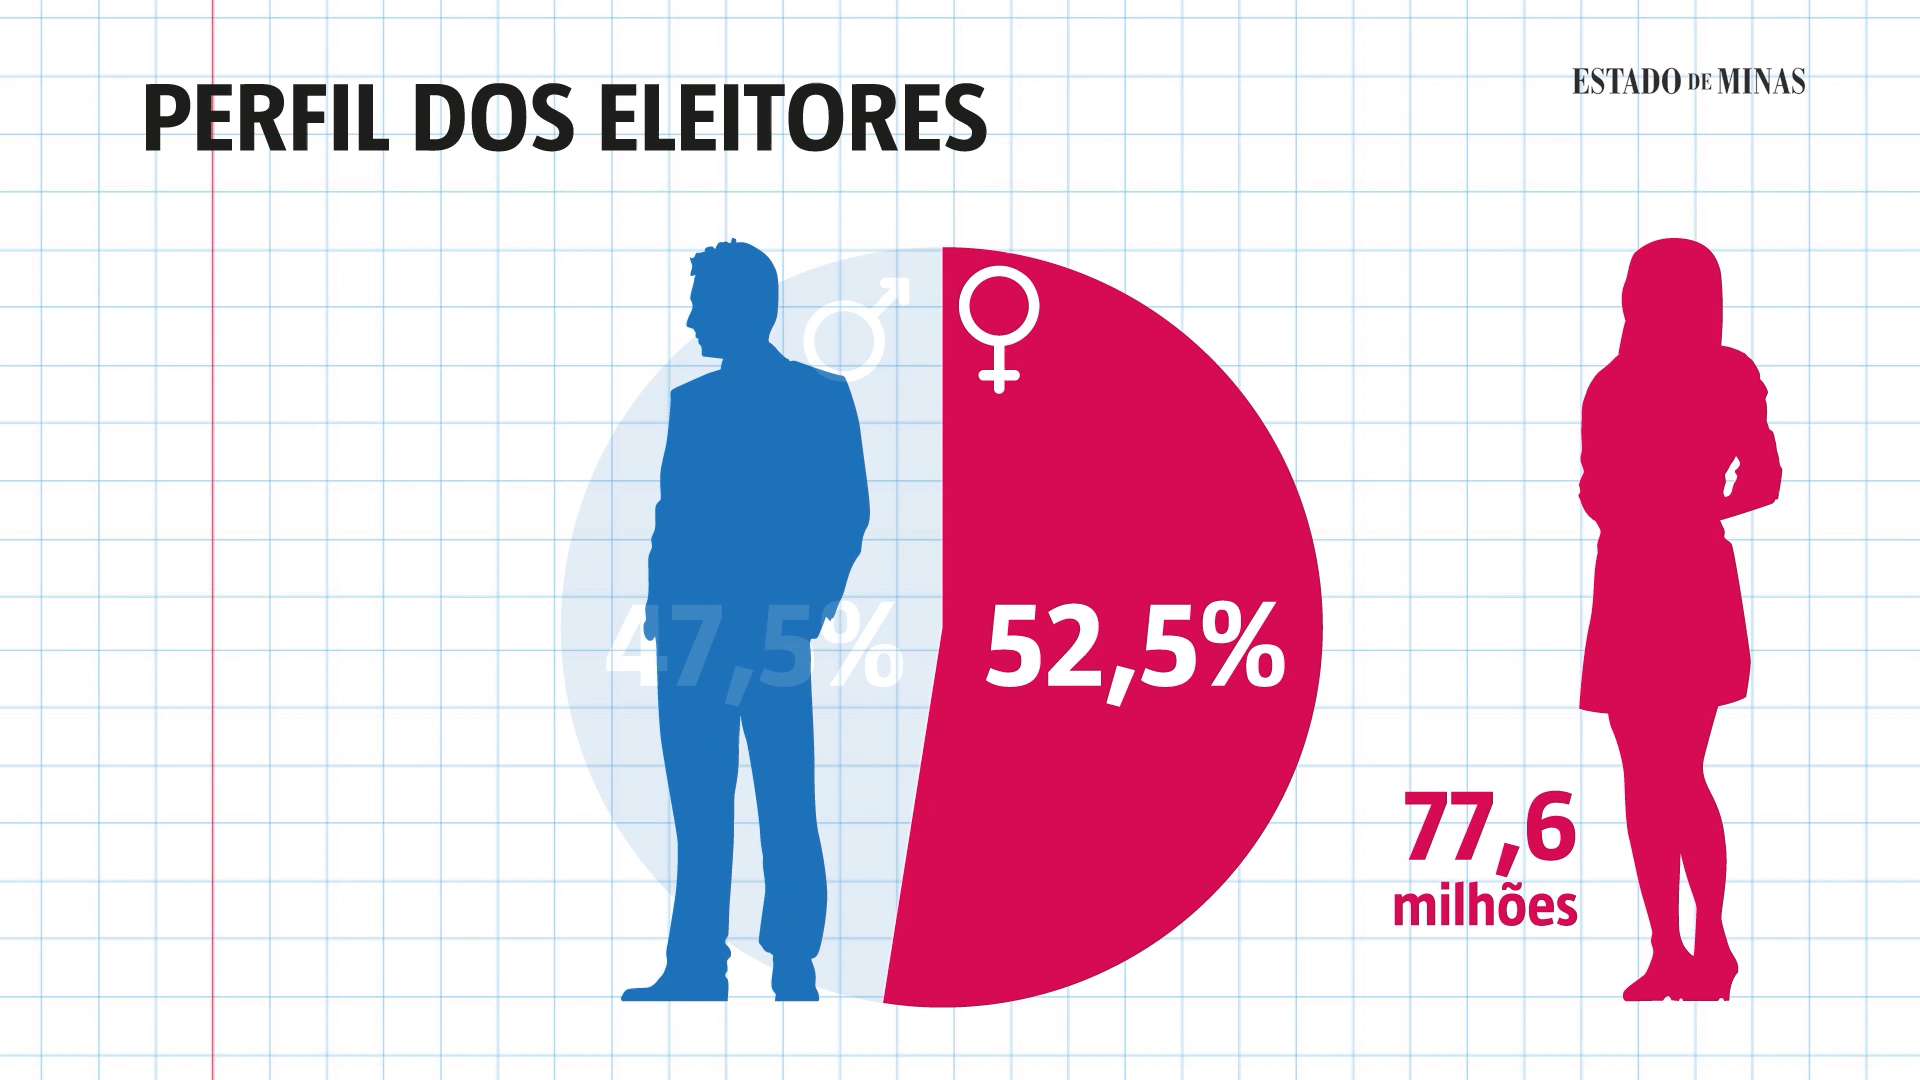 PERFIL DOS ELEITORES
ESTADO DE MINAS
47,5%
52,5%
77,6
milhões